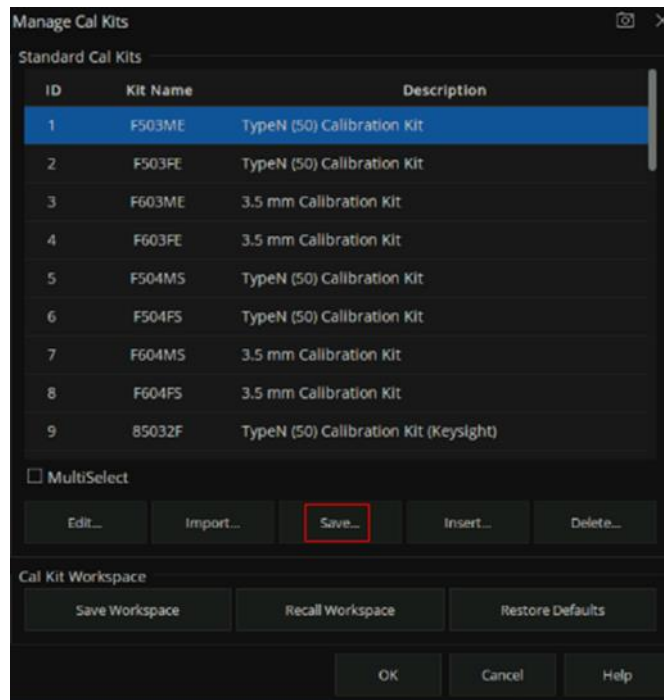 Manage Cal Kits
Standard Cal Kits
ID Kit Name Description
1 F503ME TypeN (50) Calibration Kit
2 F503FE TypeN (50) Calibration Kit
3 F603ME 3.5 mm Calibration Kit
4 F603FE 3.5 mm Calibration Kit
5 F504MS TypeN (50) Calibration Kit
6 F504FS TypeN (50) Calibration Kit
7 F604MS 3.5 mm Calibration Kit
8 F604FS 3.5 mm Calibration Kit
9 85032F TypeN (50) Calibration Kit (Keysight)
MultiSelect
Edit... Import... Save... Insert... Delete...
Cal Kit Workspace
Save Workspace Recall Workspace Restore Defaults
OK Cancel Help